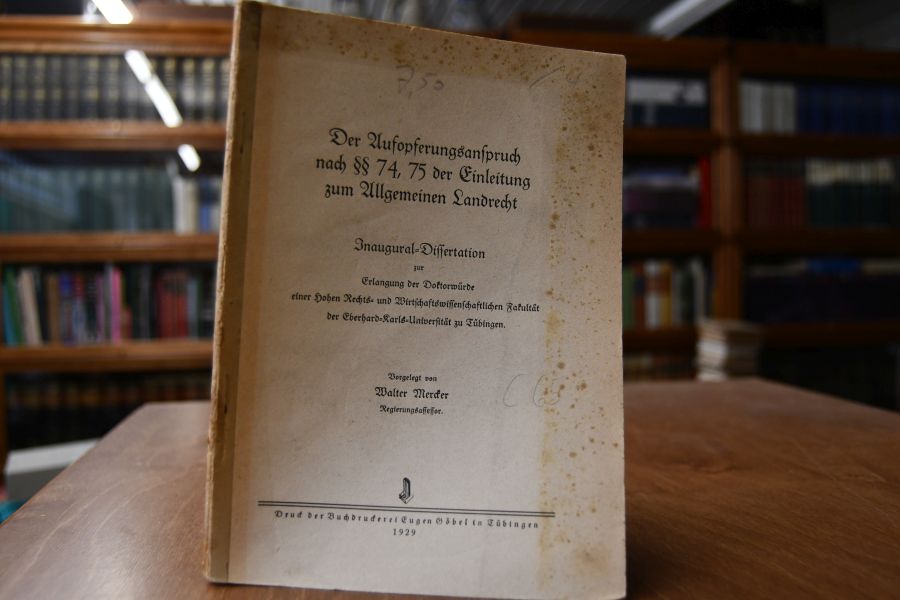 7,50
Der Aufopferungsanspruch
nach §§ 74, 75 der Einleitung
zum Allgemeinen Landrecht
Inaugural-Dissertation
zur
Erlangung der Doktorwürde
einer Hohen Rechts- und Wirtschaftswissenschaftlichen Fakultät
der Eberhard-Karls-Universität zu Tübingen.
Vorgelegt von
Walter Mercker
Regierungsassessor.
C 65
Druck der Buchdruckerei Eugen Göbel in Tübingen
1929